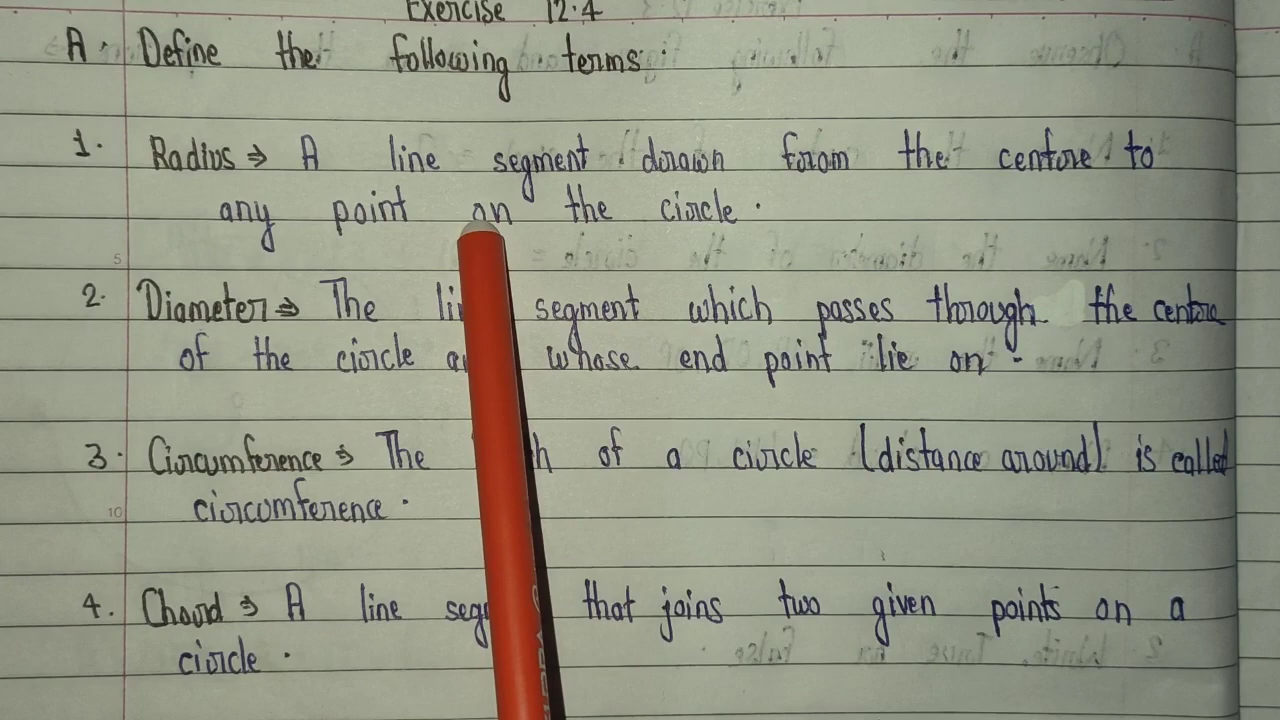 Exercise 12.4
A. Define the following terms:
1. Radius ⇒ A line segment drawn from the centre to
any point on the circle.
2. Diameter ⇒ The segment which passes through the centre
of the circle whose end point lie on -
3. Circumference ⇒ The of a circle (distance around) is called
circumference.
4. Chord ⇒ A line that joins two given points on a
circle.
5
10